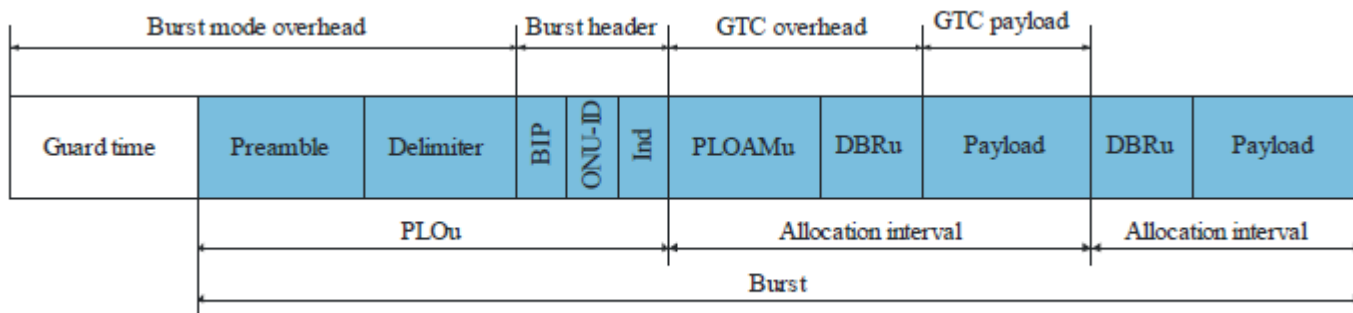 Burst mode overhead Burst header GTC overhead GTC payload
Guard time Preamble Delimiter BIP ONU-ID Ind PLOAMu DBRu Payload DBRu Payload
PLOu Allocation interval Allocation interval
Burst